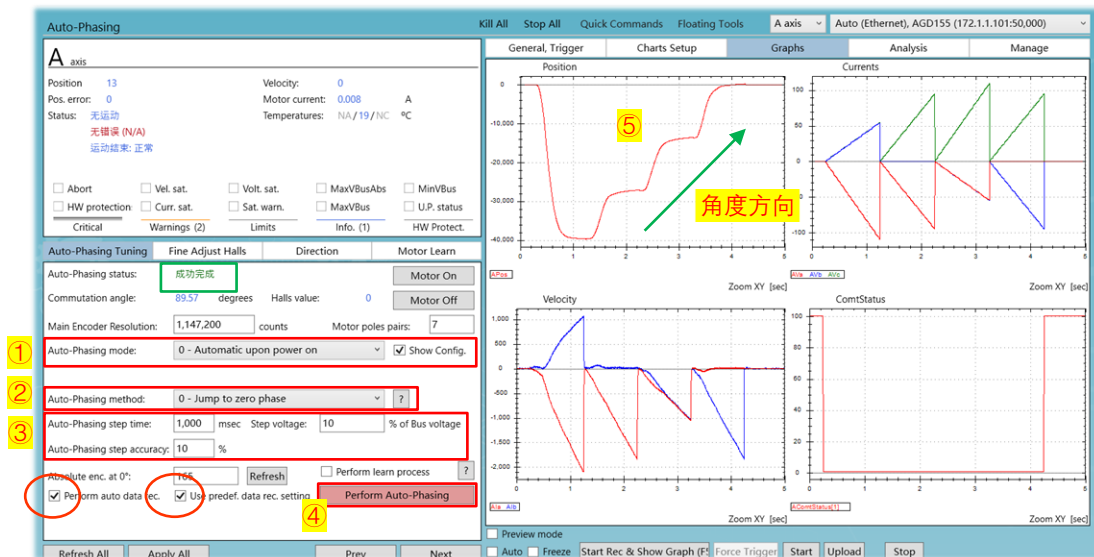 Auto-Phasing
Kill All Stop All Quick Commands Floating Tools A axis Auto (Ethernet), AGD155 (172.1.1.101:50,000)
A axis
Position 13 Velocity: 0
Pos. error: 0 Motor current: 0.008 A
Status: 无运动 Temperatures: NA/19/NC ºC
无错误 (N/A)
运动结束: 正常
Abort Vel. sat. Volt. sat. MaxVBusAbs MinVBus
HW protection Curr. sat. Sat. warn. MaxVBus U.P. status
Critical Warnings (2) Limits Info. (1) HW Protect.
Auto-Phasing Tuning Fine Adjust Halls Direction Motor Learn
Auto-Phasing status: 成功完成 Motor On
Commutation angle: 89.57 degrees Halls value: 0 Motor Off
Main Encoder Resolution: 1,147,200 counts Motor poles pairs: 7
① Auto-Phasing mode: 0 - Automatic upon power on Show Config.
② Auto-Phasing method: 0 - Jump to zero phase ?
③ Auto-Phasing step time: 1,000 msec Step voltage: 10 % of Bus voltage
Auto-Phasing step accuracy: 10 %
Absolute enc. at 0°: 165 Refresh Perform learn process ?
Perform auto data rec. Use predef. data rec. setting Perform Auto-Phasing
④
Refresh All Apply All Prev Next
General, Trigger Charts Setup Graphs Analysis Manage
Position
0
-10,000
-20,000
-30,000
-40,000
0 1 2 3 4 5
APos
Zoom XY [sec]
⑤
角度方向
Currents
100
50
0
-50
-100
0 1 2 3 4 5
AVa AVb AVc
Zoom XY [sec]
Velocity
1,000
500
0
-500
-1,000
-1,500
-2,000
0 1 2 3 4 5
AIa AIb
Zoom XY [sec]
ComtStatus
100
80
60
40
20
0
0 1 2 3 4 5
AComtStatus[1]
Zoom XY [sec]
Preview mode
Auto Freeze Start Rec & Show Graph (F5 Force Trigger Start Upload Stop